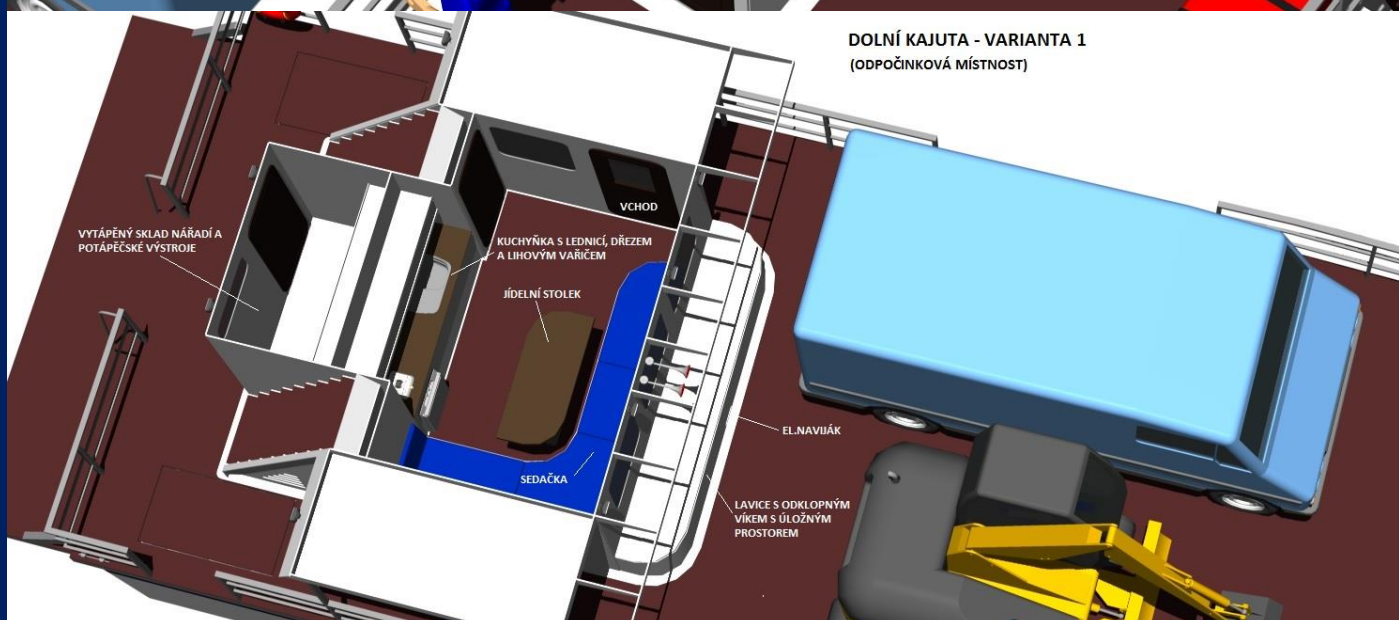 DOLNÍ KAJUTA - VARIANTA 1
(ODPOČINKOVÁ MÍSTNOST)
VCHOD
VYTÁPĚNÝ SKLAD NÁŘADÍ A
POTÁPĚČSKÉ VÝSTROJE
KUCHYŇKA S LEDNICÍ, DŘEZEM
A LIHOVÝM VAŘIČEM
JÍDELNÍ STOLEK
EL.NAVIJÁK
SEDAČKA
LAVICE S ODKLOPNÝM
VÍKEM S ÚLOŽNÝM
PROSTOREM